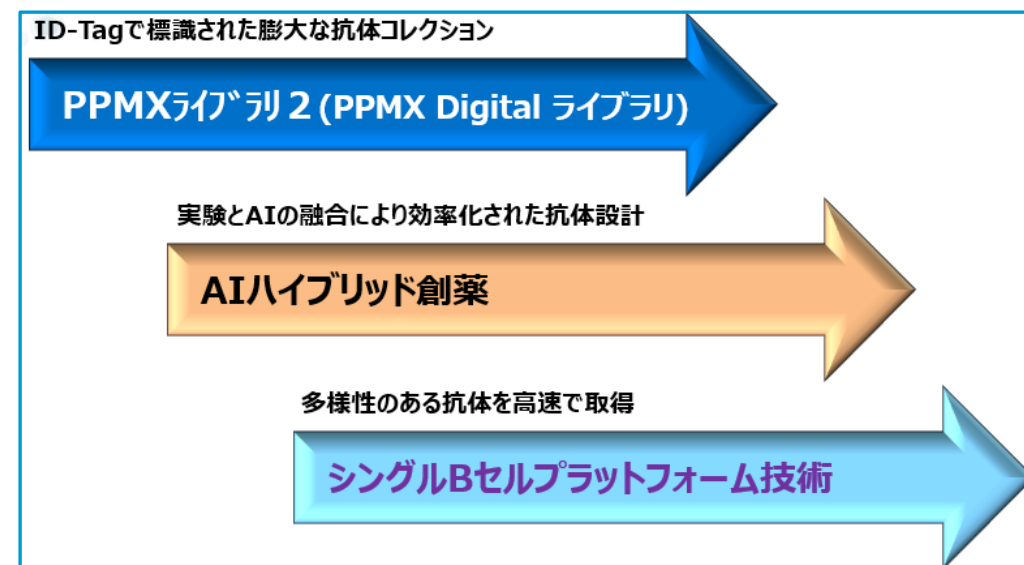 ID-Tagで標識された膨大な抗体コレクション
PPMXﾗｲﾌﾞﾗﾘ２(PPMX Digital ライブラリ)
実験とAIの融合により効率化された抗体設計
AIハイブリッド創薬
多様性のある抗体を高速で取得
シングルBセルプラットフォーム技術